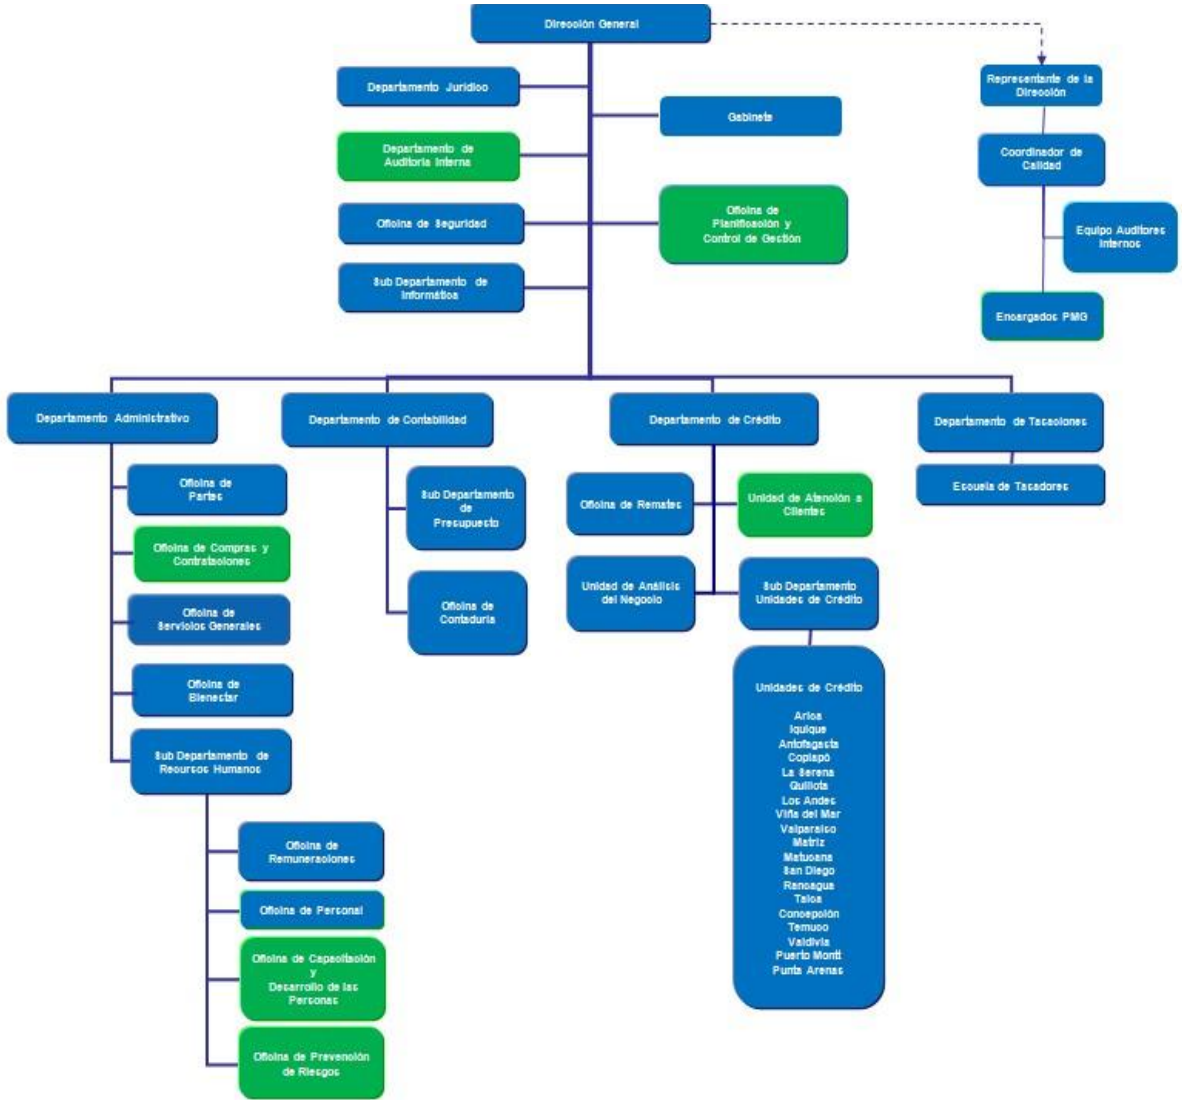 Dirección General
Departamento Jurídico
Departamento de
Auditoría Interna
Oficina de Seguridad
Sub Departamento de
Informática
Gabinete
Oficina de
Planificación y
Control de Gestión
Representante de la
Dirección
Coordinador de
Calidad
Equipo Auditores
Internos
Encargados PMG
Departamento Administrativo
Departamento de Contabilidad
Departamento de Crédito
Departamento de Tasaciones
Oficina de
Partes
Oficina de Compras y
Contrataciones
Oficina de
Servicios Generales
Oficina de
Bienestar
Sub Departamento de
Recursos Humanos
Oficina de
Remuneraciones
Oficina de Personal
Oficina de Capacitación
y
Desarrollo de las
Personas
Oficina de Prevención
de Riesgos
Sub Departamento
de
Presupuesto
Oficina de
Contaduría
Oficina de Remates
Unidad de Atención a
Clientes
Unidad de Análisis
del Negocio
Sub Departamento
Unidades de Crédito
Unidades de Crédito
Arica
Iquique
Antofagasta
Copiapó
La Serena
Quillota
Los Andes
Viña del Mar
Valparaíso
Matriz
Matucana
San Diego
Rancagua
Talca
Concepción
Temuco
Valdivia
Puerto Montt
Punta Arenas
Escuela de Tasadores